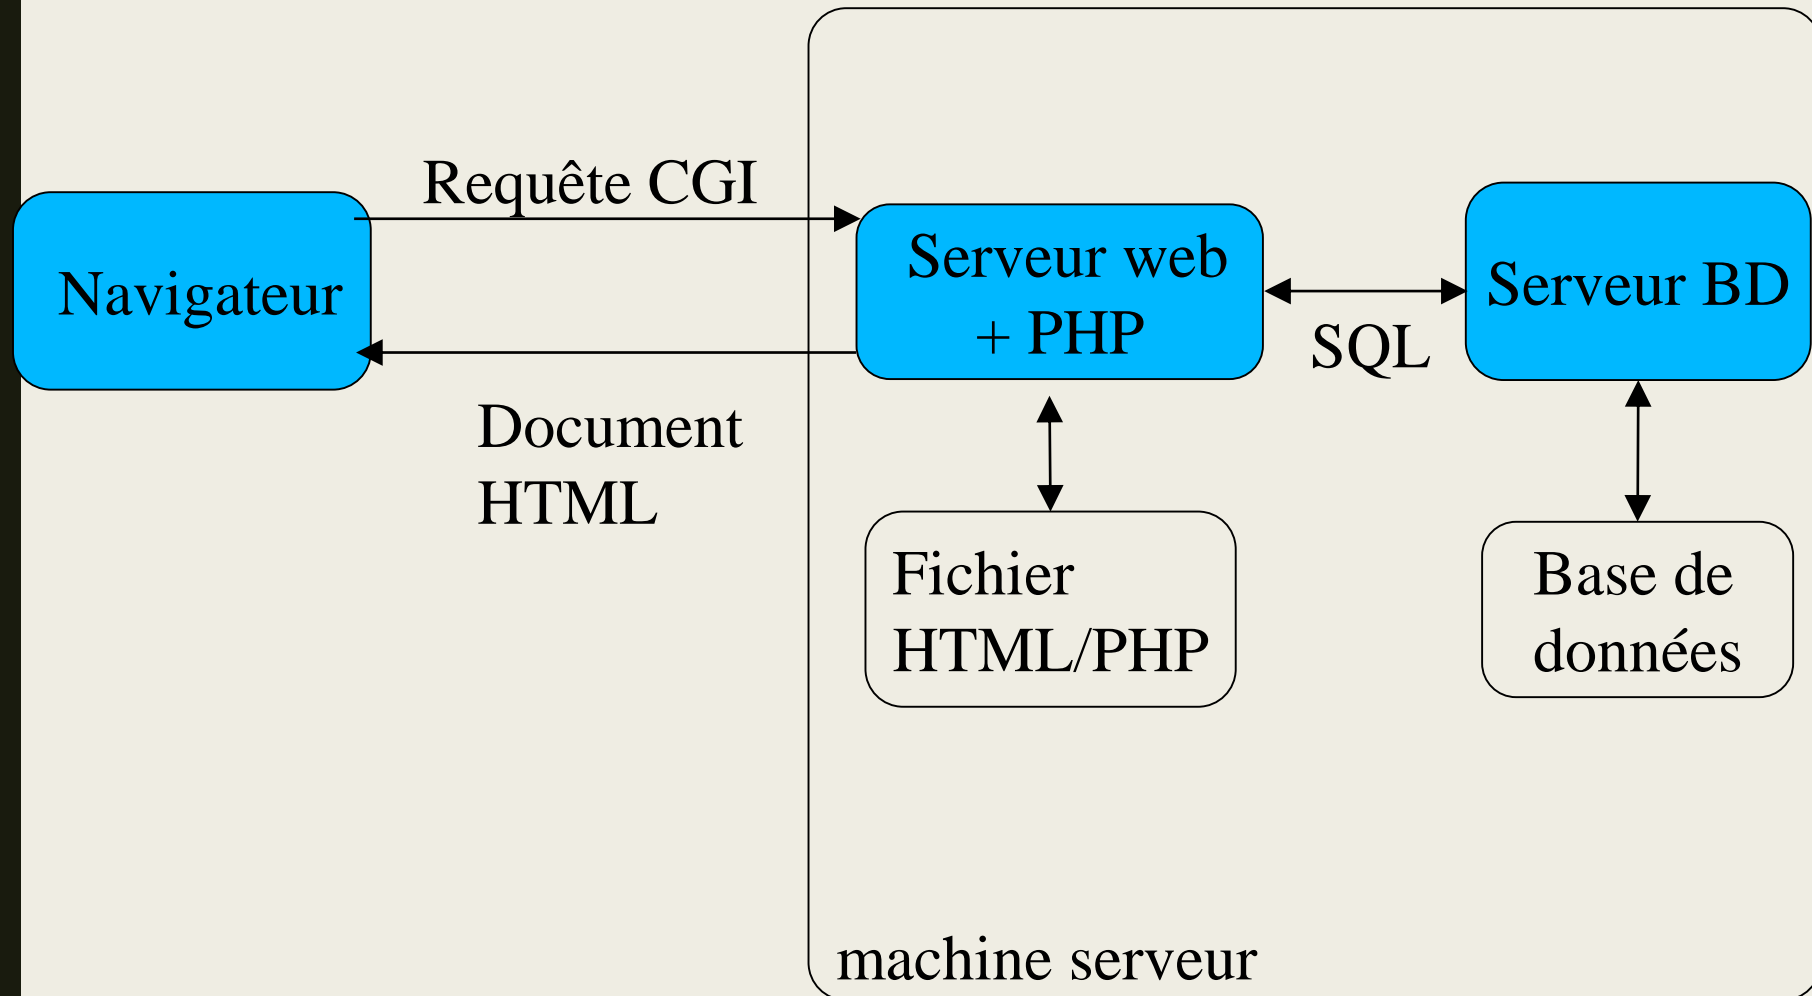 Requête CGI
Navigateur
Serveur web
+ PHP
SQL
Serveur BD
Document
HTML
Fichier
HTML/PHP
Base de
données
machine serveur